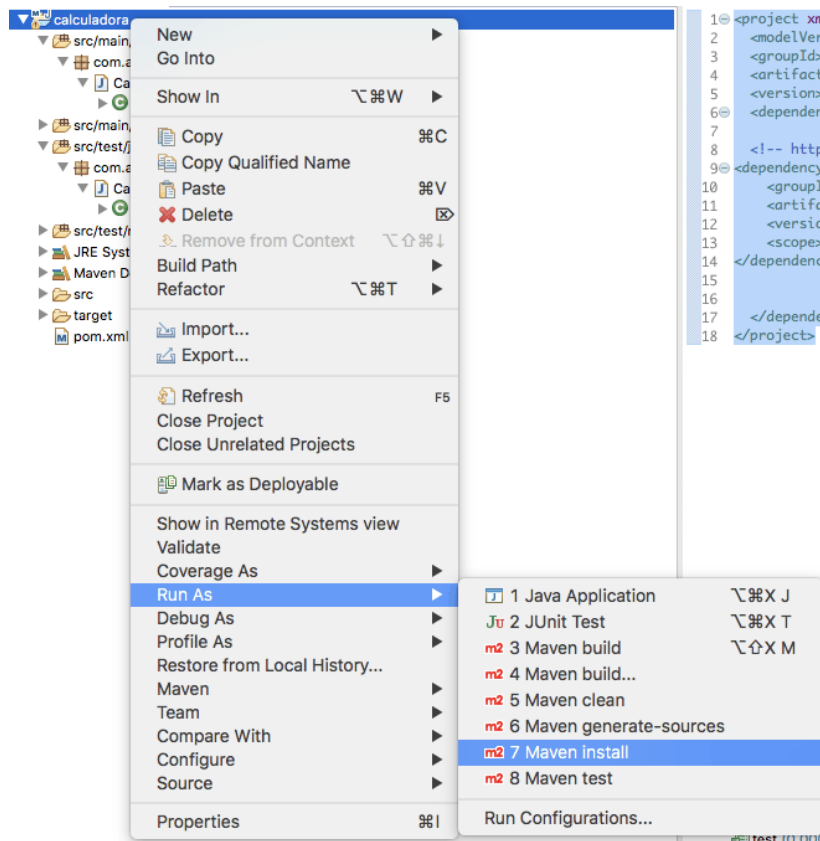 calculadora
src/main
com.a
Ca
src/main
src/test/j
com.a
Ca
src/test/r
JRE Syst
Maven D
src
target
pom.xml
New
Go Into
Show In ⌥⌘W
Copy ⌘C
Copy Qualified Name
Paste ⌘V
Delete ⌦
Remove from Context ⌥⇧⌘↓
Build Path
Refactor ⌥⌘T
Import...
Export...
Refresh F5
Close Project
Close Unrelated Projects
Mark as Deployable
Show in Remote Systems view
Validate
Coverage As
Run As
Debug As
Profile As
Restore from Local History...
Maven
Team
Compare With
Configure
Source
Properties ⌘I
1 Java Application ⌥⌘X J
Ju 2 JUnit Test ⌥⌘X T
m2 3 Maven build ⌥⇧X M
m2 4 Maven build...
m2 5 Maven clean
m2 6 Maven generate-sources
m2 7 Maven install
m2 8 Maven test
Run Configurations...
1 <project xm
2 <modelVer
3 <groupId>
4 <artifact
5 <version>
6 <depender
7
8 <!-- http
9 <dependency
10 <groupI
11 <artifa
12 <versio
13 <scope>
14 </dependenc
15
16
17 </depende
18 </project>
test (0,000